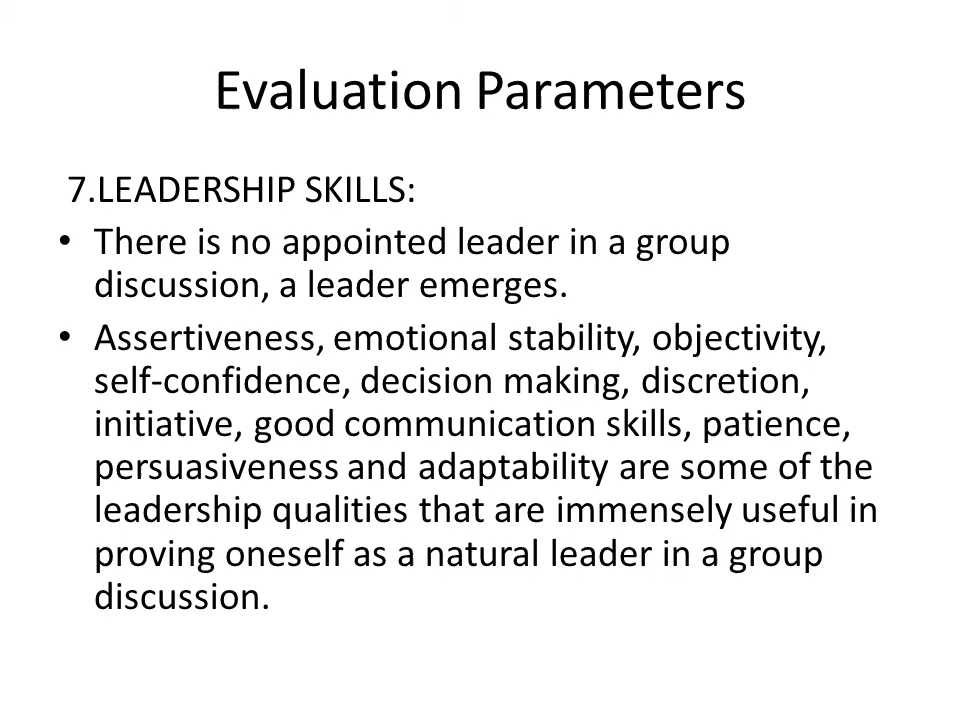 Evaluation Parameters
7.LEADERSHIP SKILLS:
• There is no appointed leader in a group
discussion, a leader emerges.
• Assertiveness, emotional stability, objectivity,
self-confidence, decision making, discretion,
initiative, good communication skills, patience,
persuasiveness and adaptability are some of the
leadership qualities that are immensely useful in
proving oneself as a natural leader in a group
discussion.